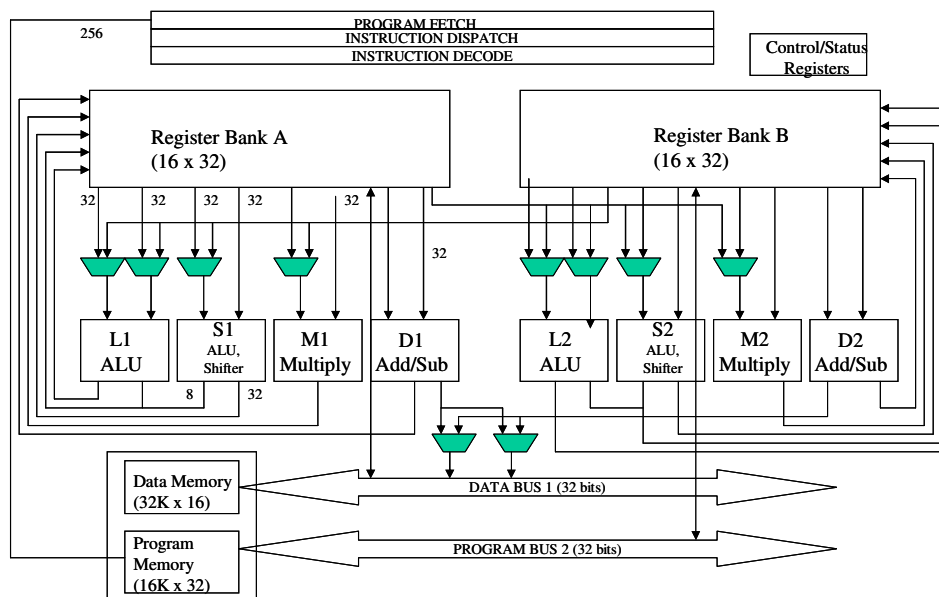 PROGRAM FETCH
256
INSTRUCTION DISPATCH
INSTRUCTION DECODE
Control/Status
Registers
Register Bank A
(16 x 32)
Register Bank B
(16 x 32)
32
32
32
32
32
32
L1
ALU
S1
ALU,
Shifter
M1
Multiply
D1
Add/Sub
L2
ALU
S2
ALU,
Shifter
M2
Multiply
D2
Add/Sub
8
32
Data Memory
(32K x 16)
DATA BUS 1 (32 bits)
Program
Memory
(16K x 32)
PROGRAM BUS 2 (32 bits)